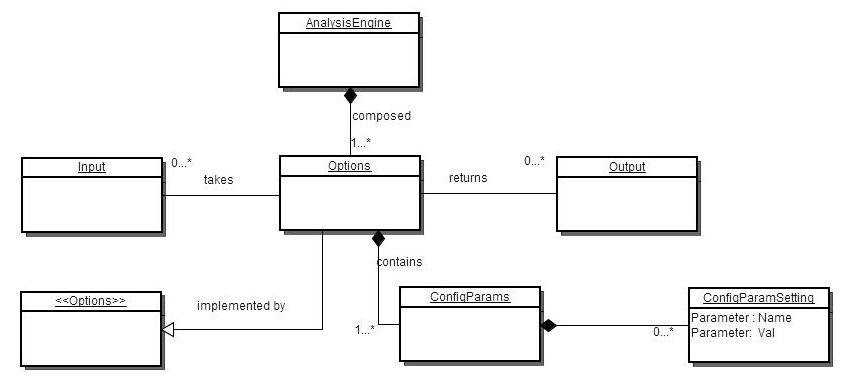 AnalysisEngine
composed
1...*
Input
0...*
takes
Options
returns
0...*
Output
contains
<<Options>>
implemented by
1...*
ConfigParams
0...*
ConfigParamSetting
Parameter : Name
Parameter: Val